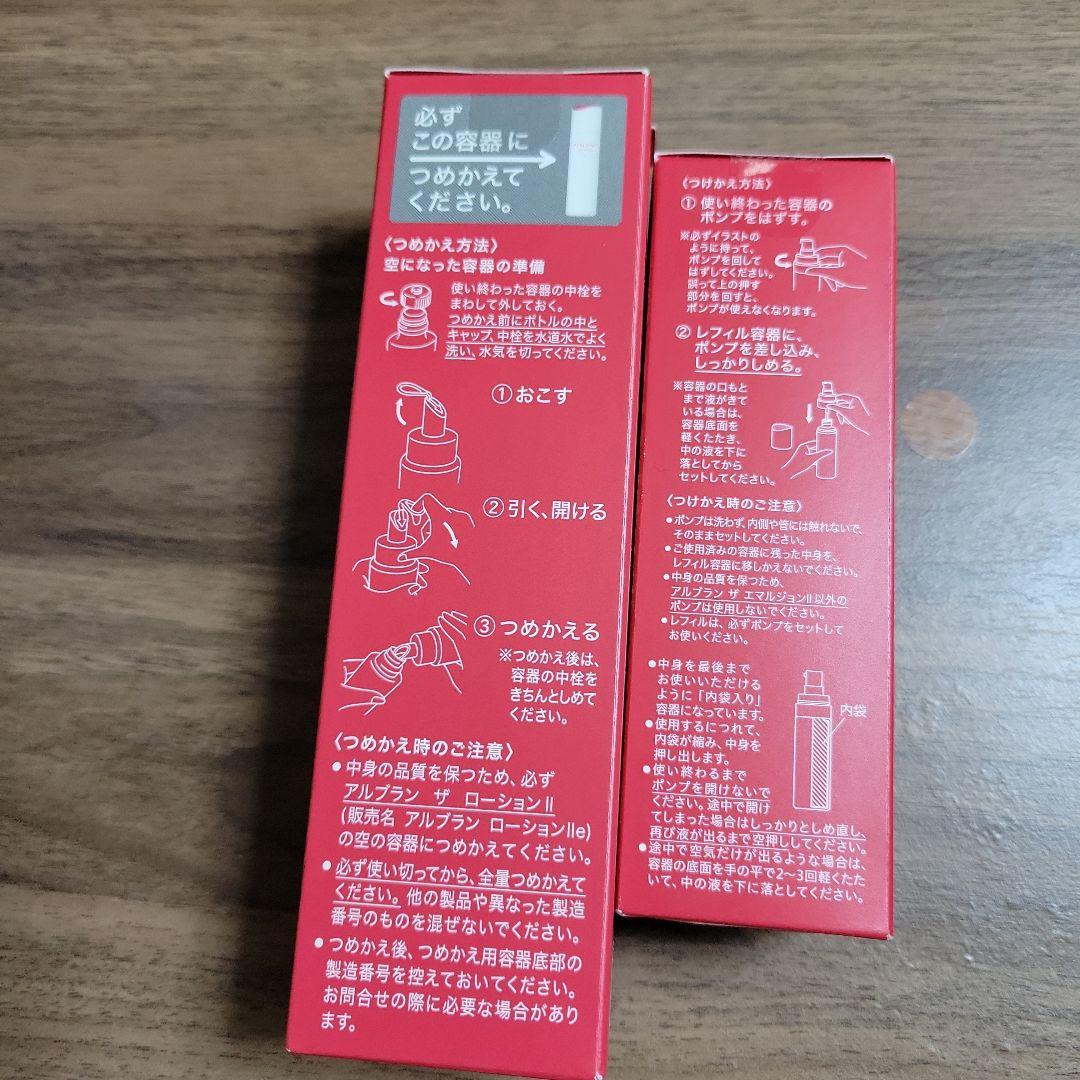 必ず
この容器に
つめかえて
ください。
〈つめかえ方法〉
空になった容器の準備
使い終わった容器の中栓を
まわして外しておく。
つめかえ前にボトルの中と
キャップ、中栓を水道水でよく
洗い、水気を切ってください。
①おこす
②引く、開ける
③つめかえる
※つめかえ後は、
容器の中栓を
きちんとしめて
ください。
〈つめかえ時のご注意〉
●中身の品質を保つため、必ず
アルブラン ザ ローションⅡ
(販売名 アルブラン ローションⅡe)
の空の容器につめかえてください。
●必ず使い切ってから、全量つめかえて
ください。他の製品や異なった製造
番号のものを混ぜないでください。
●つめかえ後、つめかえ用容器底部の
製造番号を控えておいてください。
お問合せの際に必要な場合があり
ます。
〈つけかえ方法〉
①使い終わった容器の
ポンプをはずす。
※必ずイラストの
ように持って、
ポンプを回して
はずしてください。
誤って上の押す
部分を回すと、
ポンプが使えなくなります。
②レフィル容器に、
ポンプを差し込み、
しっかりしめる。
※容器の口もと
まで液がきて
いる場合は、
容器底面を
軽くたたき、
中の液を下に
落としてから
セットしてください。
〈つけかえ時のご注意〉
●ポンプは洗わず、内側や管には触れないで、
そのままセットしてください。
●ご使用済みの容器に残った中身を、
レフィル容器に移しかえないでください。
●中身の品質を保つため、
アルブラン ザ エマルジョンⅡ以外の
ポンプは使用しないでください。
●レフィルは、必ずポンプをセットして
お使いください。
●中身を最後まで
お使いいただける
ように「内袋入り」
容器になっています。
●使用するにつれて、
内袋が縮み、中身を
押し出します。
●使い終わるまで
ポンプを開けないで
ください。途中で開け
てしまった場合はしっかりとしめ直し、
再び液が出るまで空押ししてください。
●途中で空気だけが出るような場合は、
容器の底面を手の平で2〜3回軽くたた
いて、中の液を下に落としてください。
内袋